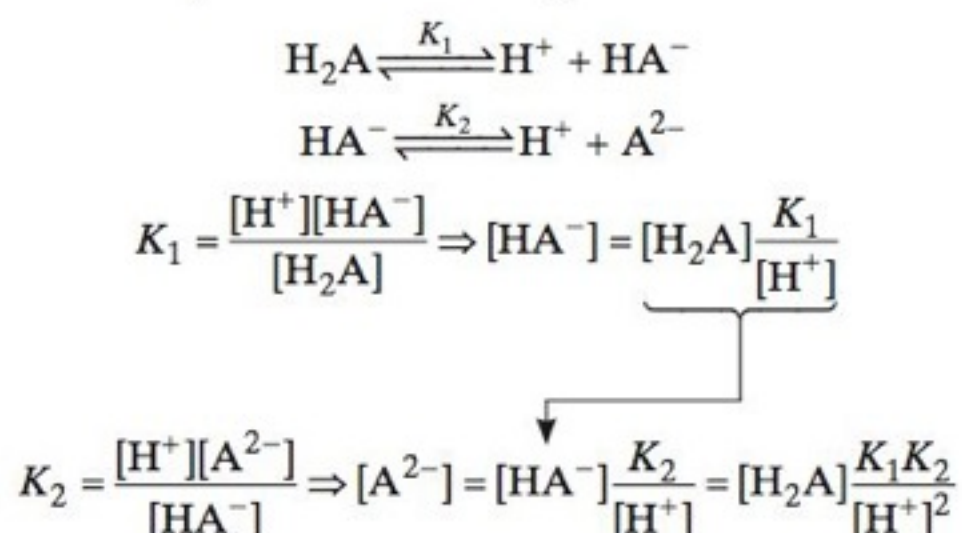 H₂A ⇌ H⁺ + HA⁻ (K₁)
HA⁻ ⇌ H⁺ + A²⁻ (K₂)
K₁ = [H⁺][HA⁻] / [H₂A] ⇒ [HA⁻] = [H₂A] K₁ / [H⁺]
K₂ = [H⁺][A²⁻] / [HA⁻] ⇒ [A²⁻] = [HA⁻] K₂ / [H⁺] = [H₂A] K₁K₂ / [H⁺]²